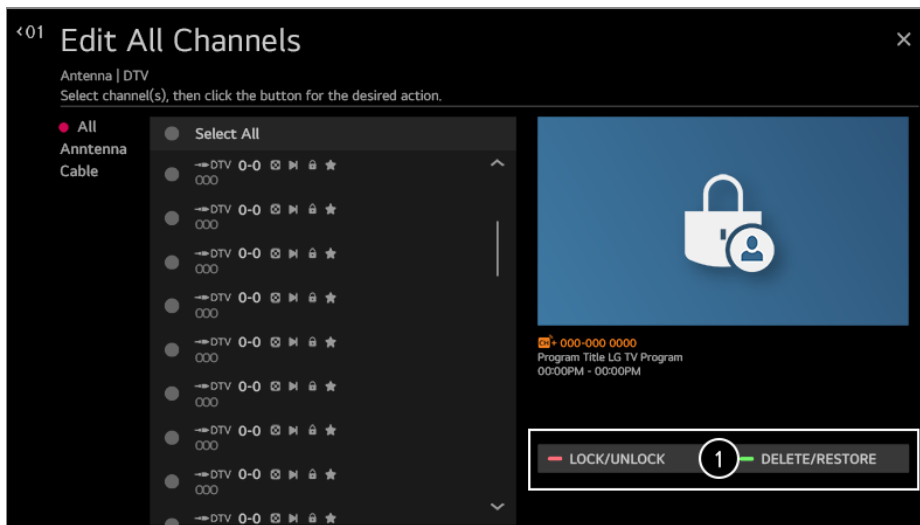 ‹01 Edit All Channels
Antenna | DTV
Select channel(s), then click the button for the desired action.
All
Anntenna
Cable
Select All
DTV 0-0
000
DTV 0-0
000
DTV 0-0
000
DTV 0-0
000
DTV 0-0
000
DTV 0-0
000
DTV 0-0
000
DTV 0-0
000
DTV 0-0
CH+ 000-000 0000
Program Title LG TV Program
00:00PM - 00:00PM
LOCK/UNLOCK 1 DELETE/RESTORE